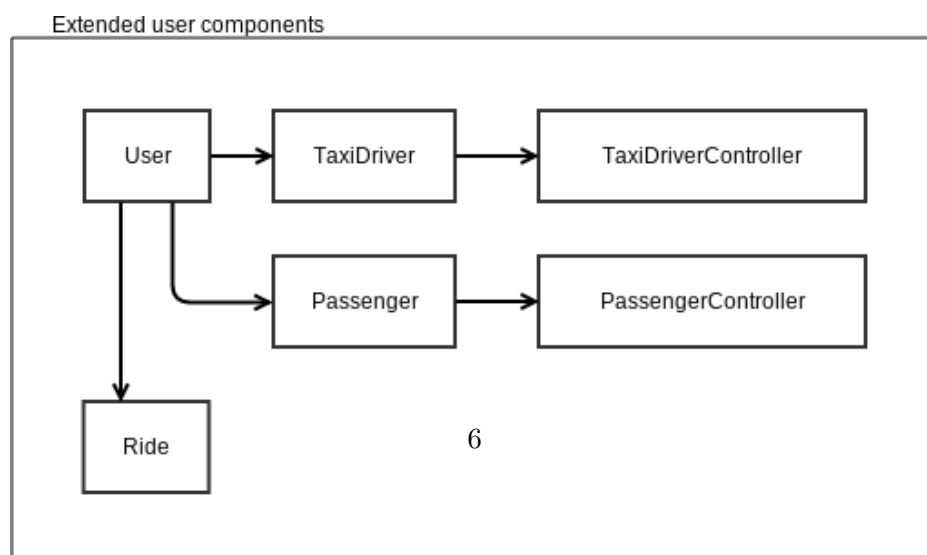 Extended user components
User
TaxiDriver
TaxiDriverController
Passenger
PassengerController
Ride
6